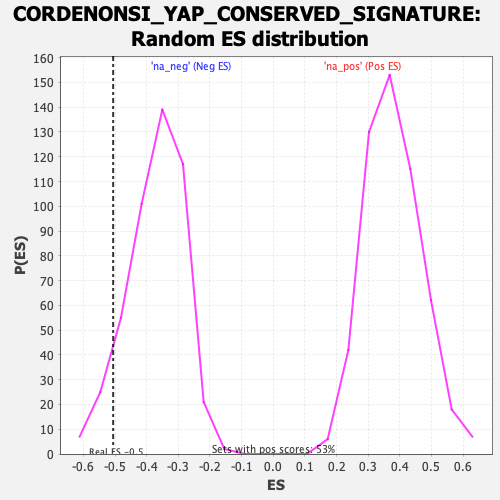 CORDENONSI_YAP_CONSERVED_SIGNATURE:
Random ES distribution
'na_neg' (Neg ES)
'na_pos' (Pos ES)
160
150
140
130
120
110
100
90
80
70
60
50
40
30
20
10
0
P(ES)
Real ES -0.5
Sets with pos scores: 53%
-0.6 -0.5 -0.4 -0.3 -0.2 -0.1 0.0 0.1 0.2 0.3 0.4 0.5 0.6
ES